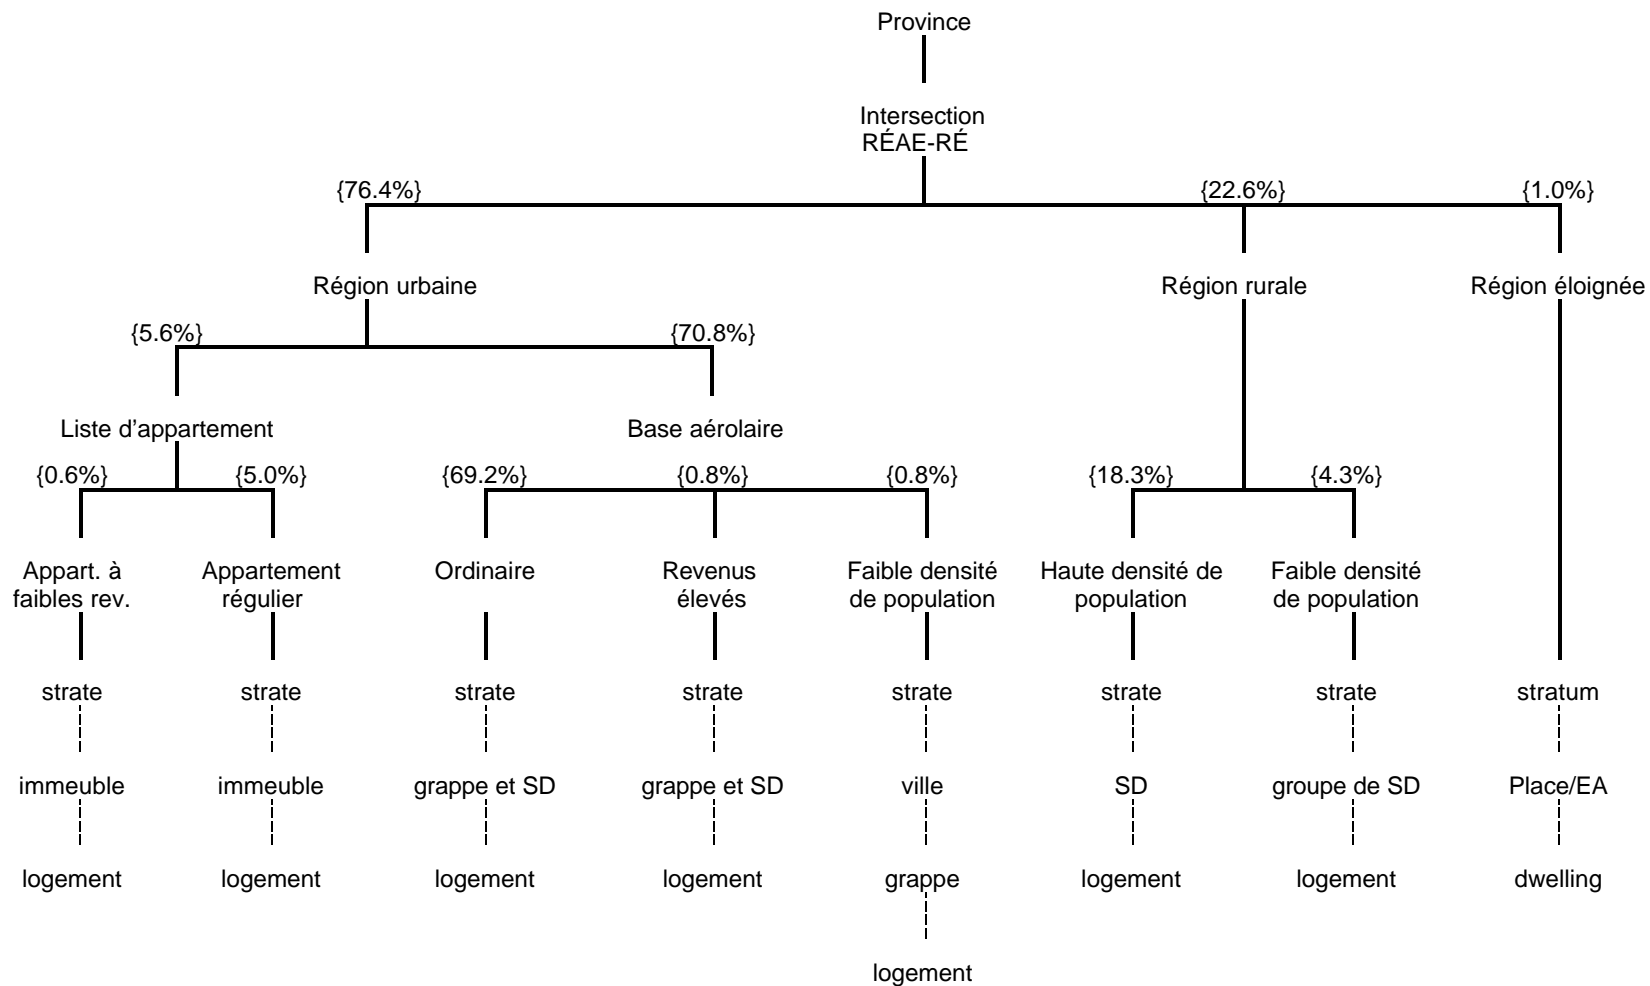 Province
Intersection
RÉAE-RÉ
{76.4%} {22.6%} {1.0%}
Région urbaine Région rurale Région éloignée
{5.6%} {70.8%}
Liste d'appartement Base aérolaire
{0.6%} {5.0%} {69.2%} {0.8%} {0.8%} {18.3%} {4.3%}
Appart. à Appartement Ordinaire Revenus Faible densité Haute densité de Faible densité
faibles rev. régulier élevés de population population de population
strate strate strate strate strate strate strate stratum
immeuble immeuble grappe et SD grappe et SD ville SD groupe de SD Place/EA
logement logement logement logement grappe logement logement dwelling
logement